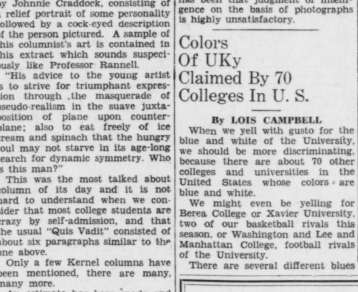 by Johnnie Craddock, consisting of
relief portrait of some personality
followed by a cock-eyed description
of the person pictured. A sample of
this columnist's art is contained in
this extract which sounds suspeci-
ously like Professor Rannell.
"His advice to the young artist
is to strive for triumphant expres-
sion through the masquerade of
pseudo-realism in the suave juxta-
position of plane upon counter-
plane; also to eat freely of ice
cream and spinach that the hungry
soul may not starve in its age-long
search for dynamic symmetry. Who
is this man?"
This was the most talked about
column of its day and it is not
hard to understand when we con-
sider that most college students are
crazy by self-admission, and that
the usual "Quis Vadit" consisted of
about six paragraphs similar to the
one above.
Only a few Kernel columns have
been mentioned, there are many,
many more.
has been that judgment of intelli-
gence on the basis of photographs
is highly unsatisfactory.
Colors
Of UKy
Claimed By 70
Colleges In U. S.
By LOIS CAMPBELL
When we yell with gusto for the
blue and white of the University,
we should be more discriminating,
because there are about 70 other
colleges and universities in the
United States whose colors are
blue and white.
We might even be yelling for
Berea College or Xavier University,
two of our basketball rivals this
season, or Washington and Lee and
Manhattan College, football rivals
of the University.
There are several different blues